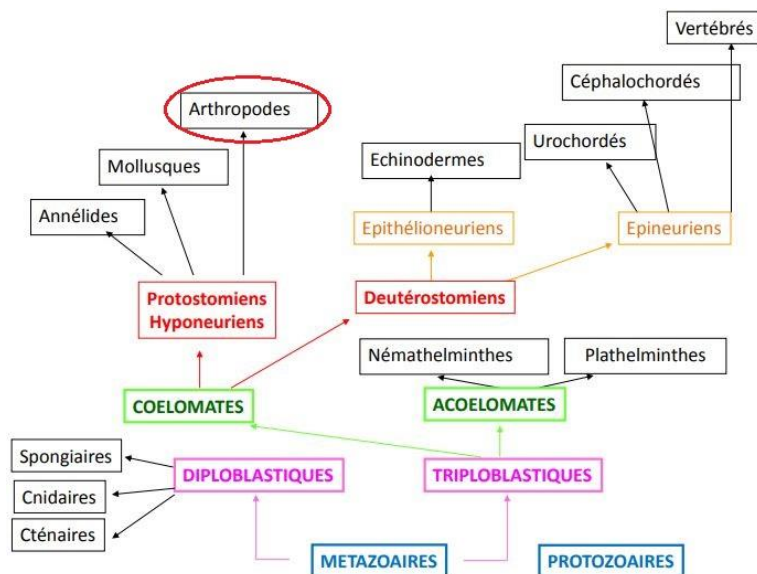 Vertébrés
Céphalochordés
Arthropodes
Urochordés
Mollusques
Echinodermes
Annélides
Epithélioneuriens
Epineuriens
Protostomiens
Hyponeuriens
Deutérostomiens
Némathelminthes
Plathelminthes
COELOMATES
ACOELOMATES
Spongiaires
DIPLOBLASTIQUES
TRIPLOBLASTIQUES
Cnidaires
Cténaires
METAZOAIRES
PROTOZOAIRES